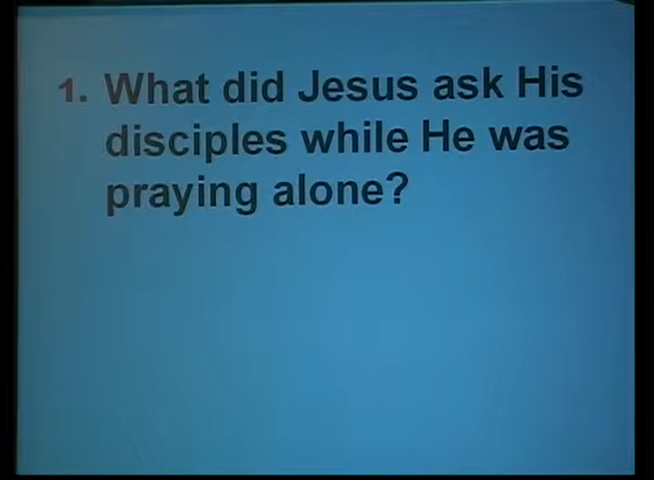 1. What did Jesus ask His
disciples while He was
praying alone?